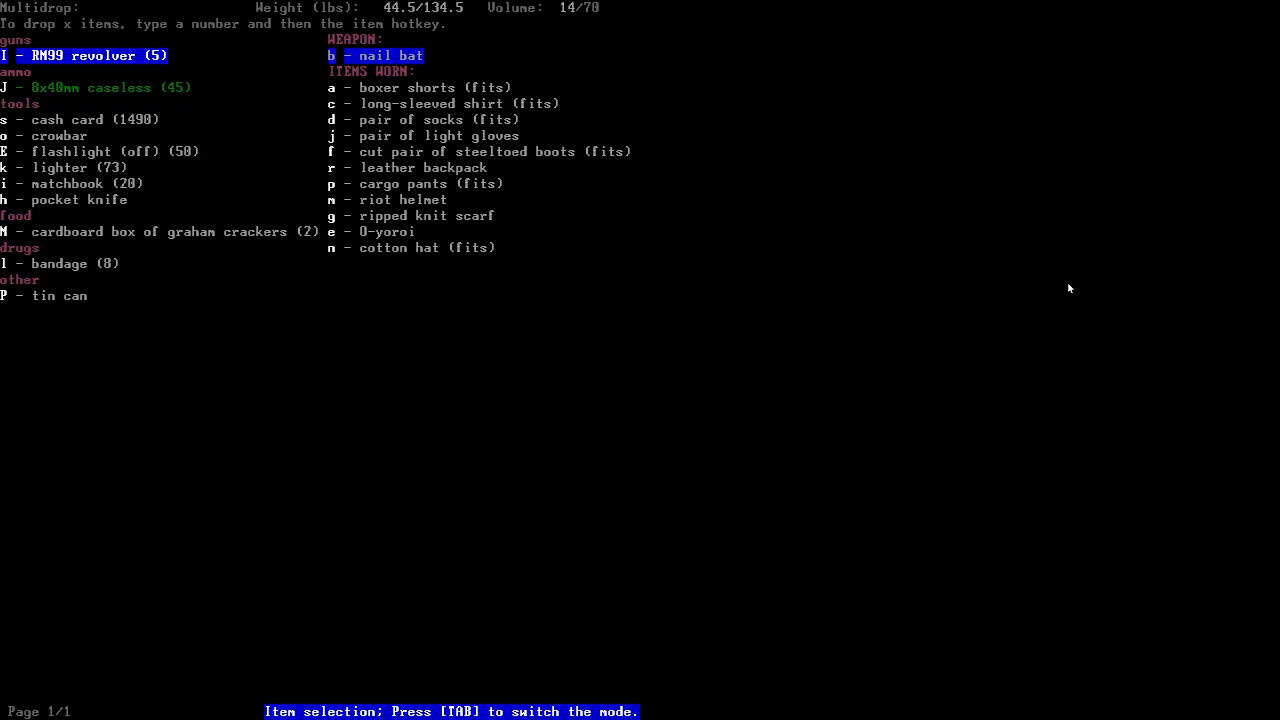 Multidrop: Weight (lbs): 44.5/134.5 Volume: 14/70
To drop x items, type a number and then the item hotkey.
guns
I - RM99 revolver (5)
ammo
J - 8x40mm caseless (45)
tools
s - cash card (1490)
o - crowbar
E - flashlight (off) (50)
k - lighter (73)
i - matchbook (20)
h - pocket knife
food
M - cardboard box of graham crackers (2)
drugs
l - bandage (8)
other
P - tin can
WEAPON:
b - nail bat
ITEMS WORN:
a - boxer shorts (fits)
c - long-sleeved shirt (fits)
d - pair of socks (fits)
j - pair of light gloves
f - cut pair of steeltoed boots (fits)
r - leather backpack
p - cargo pants (fits)
m - riot helmet
g - ripped knit scarf
e - O-yoroi
n - cotton hat (fits)
Page 1/1 Item selection; Press [TAB] to switch the mode.